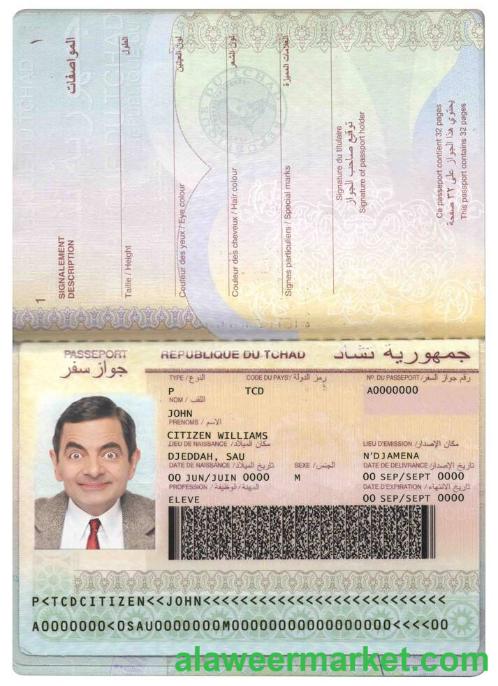 1
SIGNALEMENT
DESCRIPTION
المواصفات
١
Taille / Height
الطول
Couleur des yeux / Eye colour
لون العينين
Couleur des cheveux / Hair colour
لون الشعر
Signes particuliers / Special marks
العلامات المميزة
Signature du titulaire
توقيع صاحب الجواز
Signature of passport holder
Ce passeport contient 32 pages
يحتوي هذا الجواز على ٣٢ صفحة
This passport contains 32 pages
PASSEPORT
جواز سفر
REPUBLIQUE DU TCHAD جمهورية تشاد
TYPE / النوع CODE DU PAYS / رمز الدولة Nº DU PASSEPORT / رقم جواز السفر
P TCD A0000000
NOM / اللقب
JOHN
PRENOMS / الاسم
CITIZEN WILLIAMS
LIEU DE NAISSANCE / مكان الميلاد LIEU D'EMISSION / مكان الإصدار
DJEDDAH, SAU N'DJAMENA
DATE DE NAISSANCE / تاريخ الميلاد SEXE / الجنس DATE DE DELIVRANCE / تاريخ الإصدار
00 JUN/JUIN 0000 M 00 SEP/SEPT 0000
PROFESSION / المهنة / الوظيفة DATE D'EXPIRATION / تاريخ الانتهاء
ELEVE 00 SEP/SEPT 0000
P<TCDCITIZEN<<JOHN<<<<<<<<<<<<<<<<<<<<<<<<<<
A0000000<0SAU0000000M0000000000000000<<<<00
alaweermarket.com